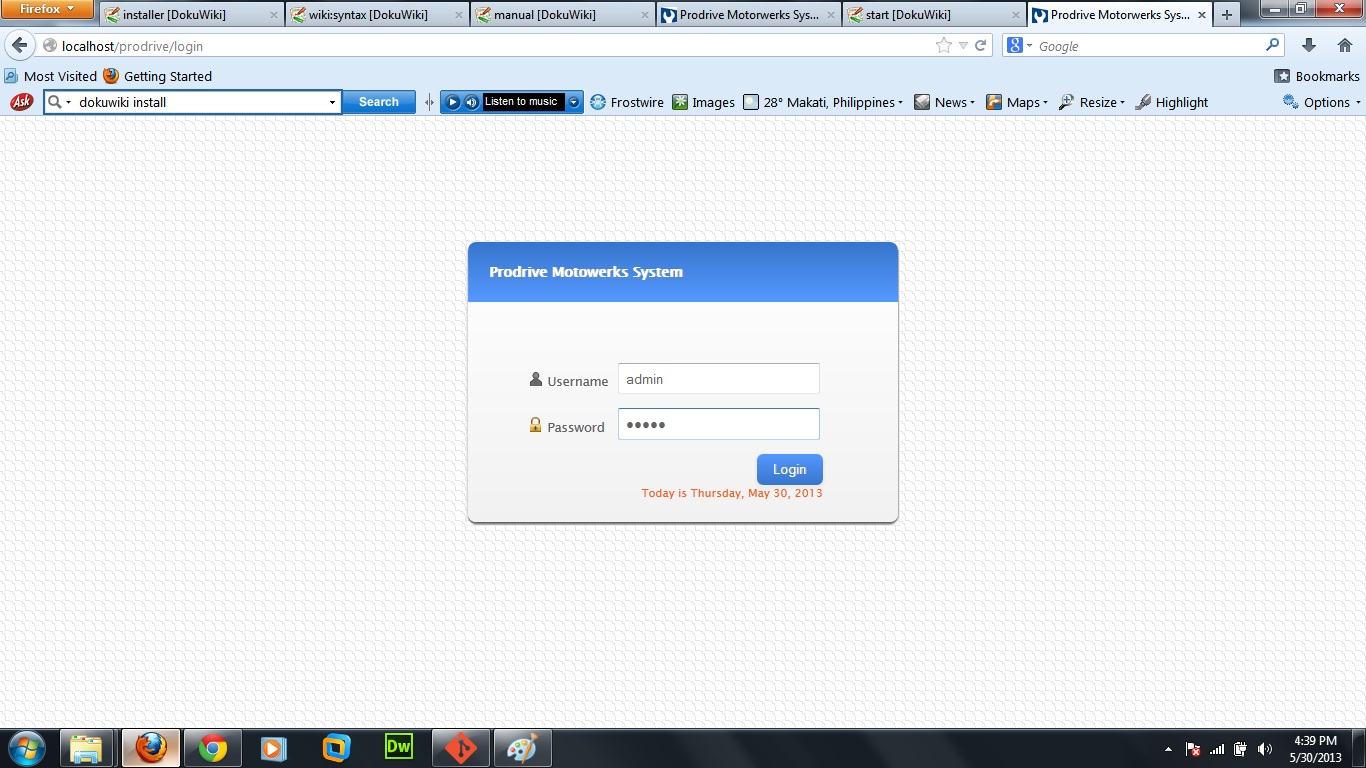 Firefox
installer [DokuWiki]
wiki:syntax [DokuWiki]
manual [DokuWiki]
Prodrive Motorwerks Sys...
start [DokuWiki]
Prodrive Motorwerks Sys...
localhost/prodrive/login
Google
Most Visited
Getting Started
Bookmarks
Ask
dokuwiki install
Search
Listen to music
Frostwire
Images
28° Makati, Philippines
News
Maps
Resize
Highlight
Options
Prodrive Motowerks System
Username
admin
Password
•••••
Login
Today is Thursday, May 30, 2013
Dw
4:39 PM
5/30/2013